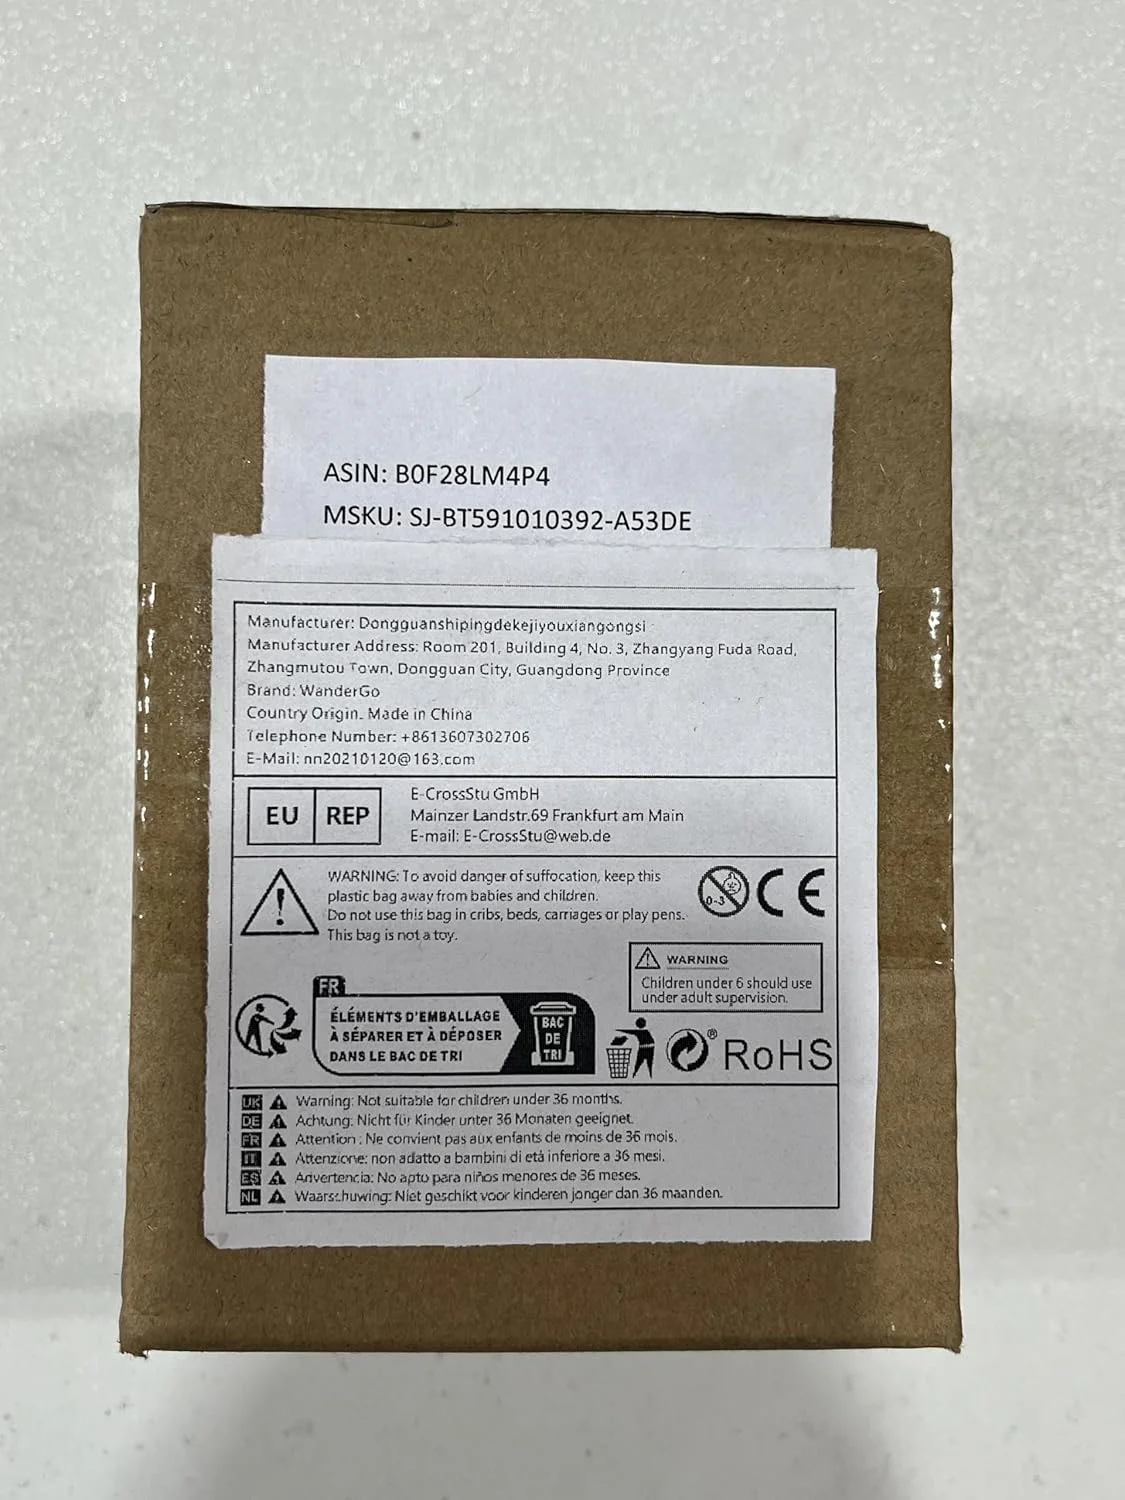 ASIN: B0F28LM4P4
MSKU: SJ-BT591010392-A53DE
Manufacturer: Dongguanshipingdekejiyouxiangongsi
Manufacturer Address: Room 201, Building 4, No. 3, Zhangyang Fuda Road,
Zhangmutou Town, Dongguan City, Guangdong Province
Brand: WanderGo
Country Origin. Made in China
Telephone Number: +8613607302706
E-Mail: nn20210120@163.com
EU REP
E-CrossStu GmbH
Mainzer Landstr.69 Frankfurt am Main
E-mail: E-CrossStu@web.de
WARNING: To avoid danger of suffocation, keep this
plastic bag away from babies and children.
Do not use this bag in cribs, beds, carriages or play pens.
This bag is not a toy.
0-3
CE
WARNING
Children under 6 should use
under adult supervision.
FR
ÉLÉMENTS D'EMBALLAGE
À SÉPARER ET À DÉPOSER
DANS LE BAC DE TRI
BAC
DE
TRI
® RoHS
UK Warning: Not suitable for children under 36 months.
DE Achtung: Nicht für Kinder unter 36 Monaten geeignet.
FR Attention : Ne convient pas aux enfants de moins de 36 mois.
IT Attenzione: non adatto a bambini di età inferiore a 36 mesi.
ES Advertencia: No apto para niños menores de 36 meses.
NL Waarschuwing: Niet geschikt voor kinderen jonger dan 36 maanden.